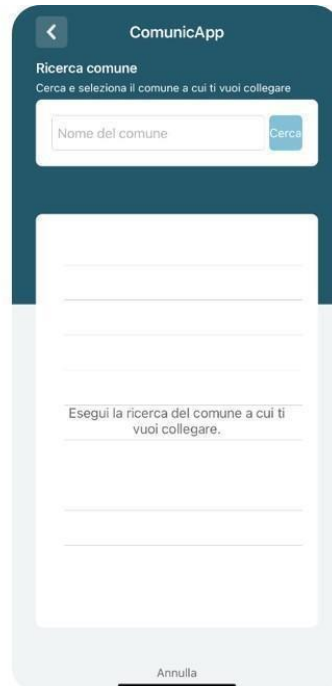 ComunicApp
Ricerca comune
Cerca e seleziona il comune a cui ti vuoi collegare
Nome del comune
Cerca
Esegui la ricerca del comune a cui ti
vuoi collegare.
Annulla